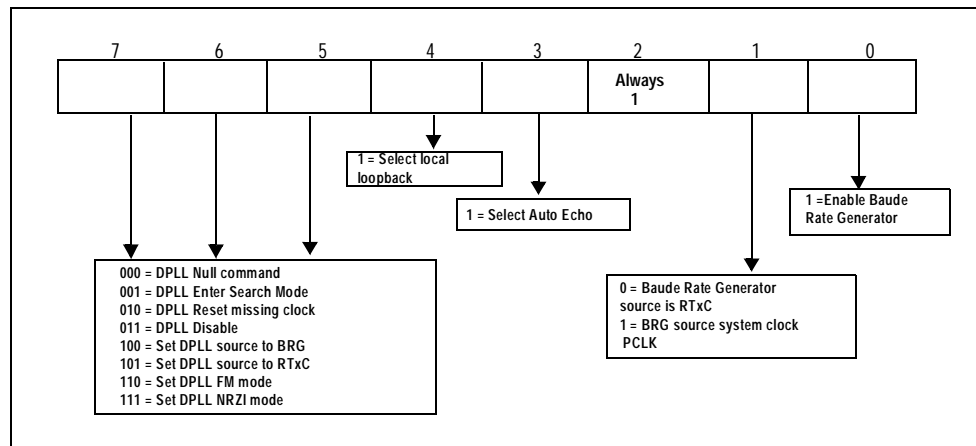 7 6 5 4 3 2 1 0
Always
1
1 = Select local
loopback
1 = Select Auto Echo
1 =Enable Baude
Rate Generator
000 = DPLL Null command
001 = DPLL Enter Search Mode
010 = DPLL Reset missing clock
011 = DPLL Disable
100 = Set DPLL source to BRG
101 = Set DPLL source to RTxC
110 = Set DPLL FM mode
111 = Set DPLL NRZI mode
0 = Baude Rate Generator
source is RTxC
1 = BRG source system clock
PCLK